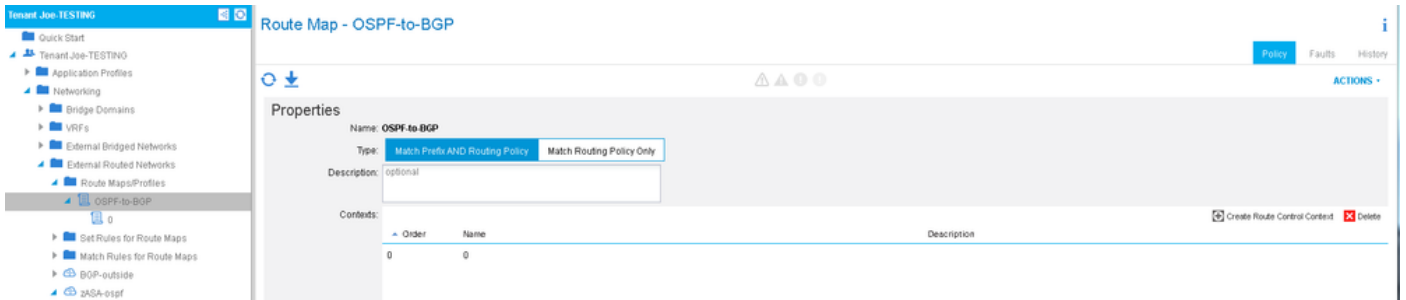 Tenant Joe-TESTING
Quick Start
Tenant Joe-TESTING
Application Profiles
Networking
Bridge Domains
VRFs
External Bridged Networks
External Routed Networks
Route Maps/Profiles
OSPF-to-BGP
0
Set Rules for Route Maps
Match Rules for Route Maps
BGP-outside
zASA-ospf
Route Map - OSPF-to-BGP
i
Policy Faults History
ACTIONS
Properties
Name: OSPF-to-BGP
Type: Match Prefix AND Routing Policy Match Routing Policy Only
Description: optional
Contexts:
Create Route Control Context Delete
Order Name Description
0 0